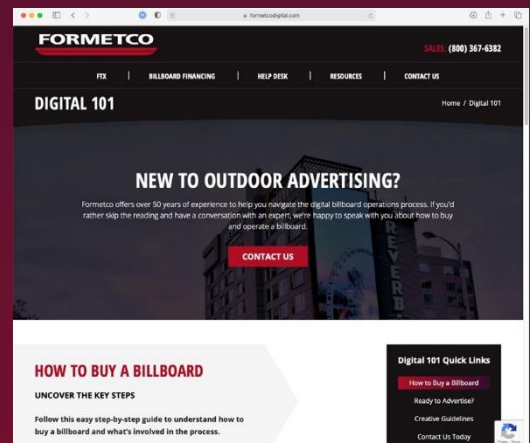 formetcodigital.com
FORMETCO
SALES: (800) 367-6382
FTX | BILLBOARD FINANCING | HELP DESK | RESOURCES | CONTACT US
DIGITAL 101
Home / Digital 101
NEW TO OUTDOOR ADVERTISING?
Formetco offers over 50 years of experience to help you navigate the digital billboard operations process. If you'd
rather skip the reading and have a conversation with an expert, we're happy to speak with you about how to buy
and operate a billboard.
CONTACT US
REVERB
HOW TO BUY A BILLBOARD
UNCOVER THE KEY STEPS
Follow this easy step-by-step guide to understand how to
buy a billboard and what's involved in the process.
Digital 101 Quick Links
How to Buy a Billboard
Ready to Advertise?
Creative Guidelines
Contact Us Today